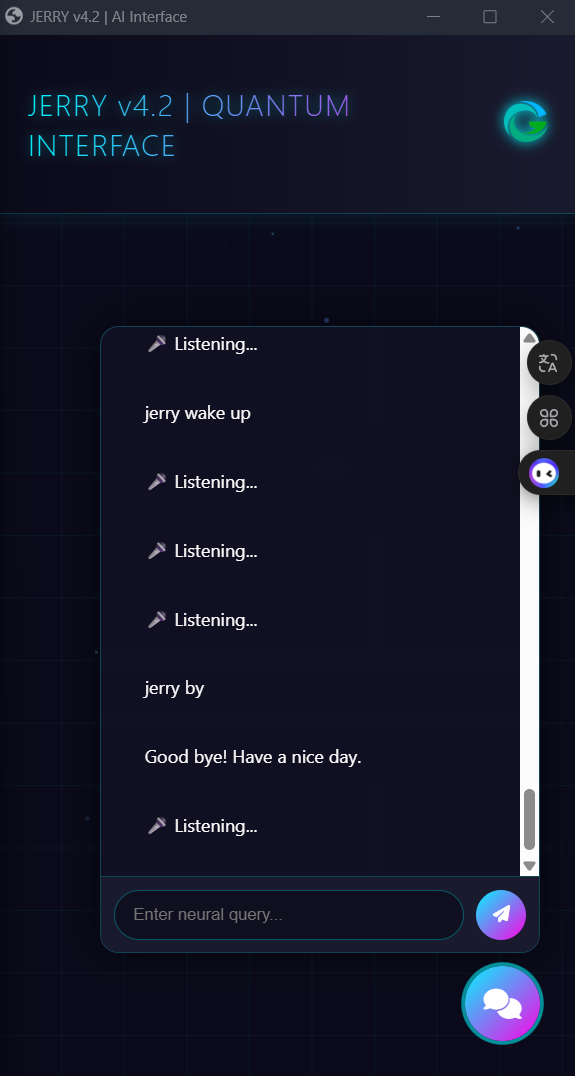 JERRY v4.2 | AI Interface
JERRY v4.2 | QUANTUM
INTERFACE
Listening...
jerry wake up
Listening...
Listening...
Listening...
jerry by
Good bye! Have a nice day.
Listening...
Enter neural query...